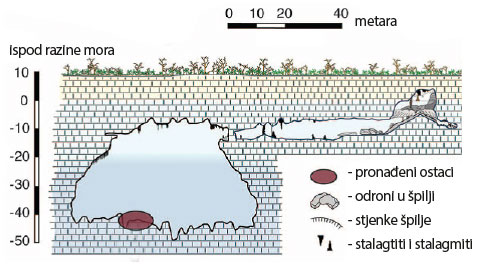 0 10 20 40 metara
ispod razine mora
10
0
-10
-20
-30
-40
-50
- pronađeni ostaci
- odroni u špilji
- stjenke špilje
- stalagtiti i stalagmiti